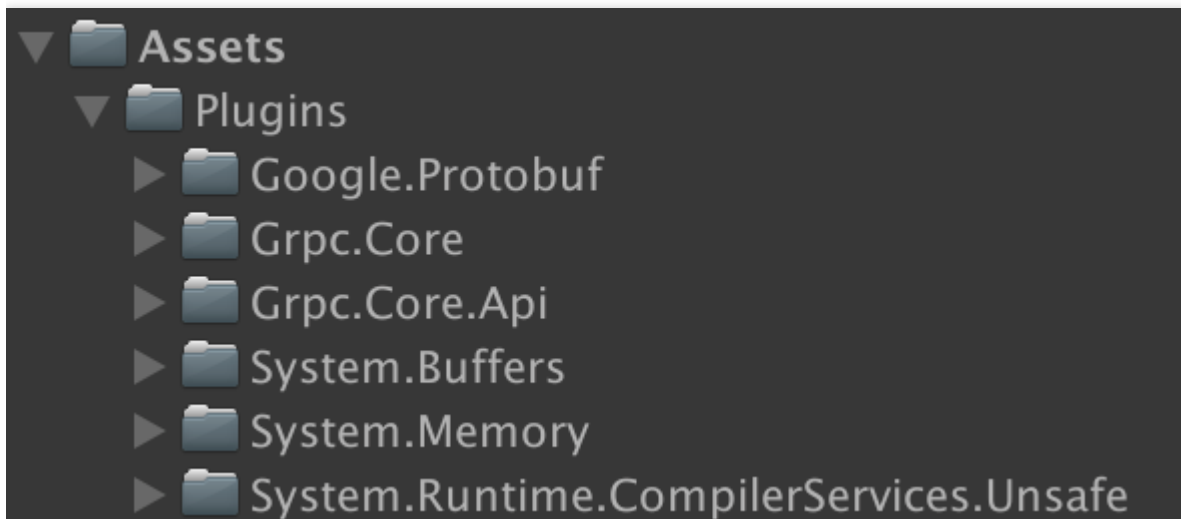 Assets
Plugins
Google.Protobuf
Grpc.Core
Grpc.Core.Api
System.Buffers
System.Memory
System.Runtime.CompilerServices.Unsafe